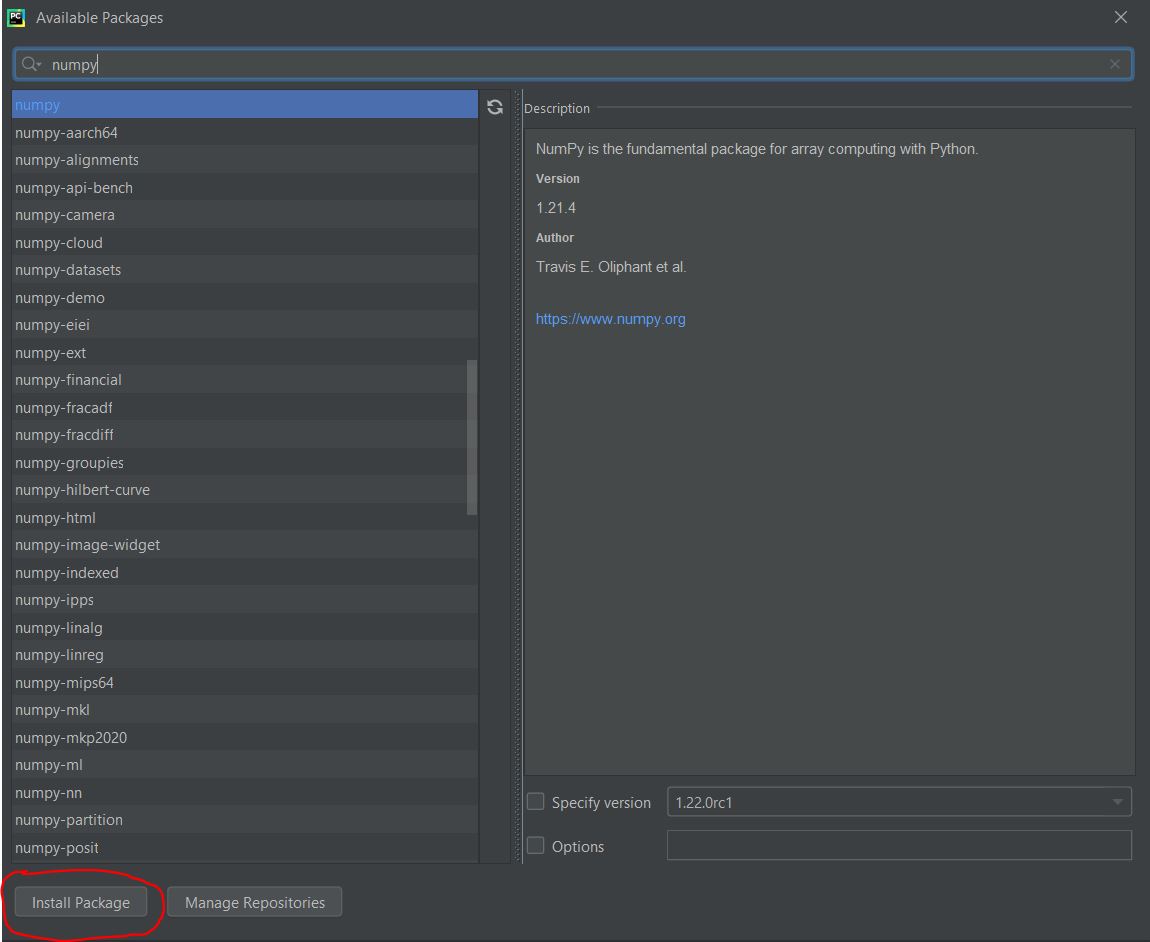 PC
Available Packages
numpy
numpy
numpy-aarch64
numpy-alignments
numpy-api-bench
numpy-camera
numpy-cloud
numpy-datasets
numpy-demo
numpy-eiei
numpy-ext
numpy-financial
numpy-fracadf
numpy-fracdiff
numpy-groupies
numpy-hilbert-curve
numpy-html
numpy-image-widget
numpy-indexed
numpy-ipps
numpy-linalg
numpy-linreg
numpy-mips64
numpy-mkl
numpy-mkp2020
numpy-ml
numpy-nn
numpy-partition
numpy-posit
Description
NumPy is the fundamental package for array computing with Python.
Version
1.21.4
Author
Travis E. Oliphant et al.
https://www.numpy.org
Specify version 1.22.0rc1
Options
Install Package Manage Repositories